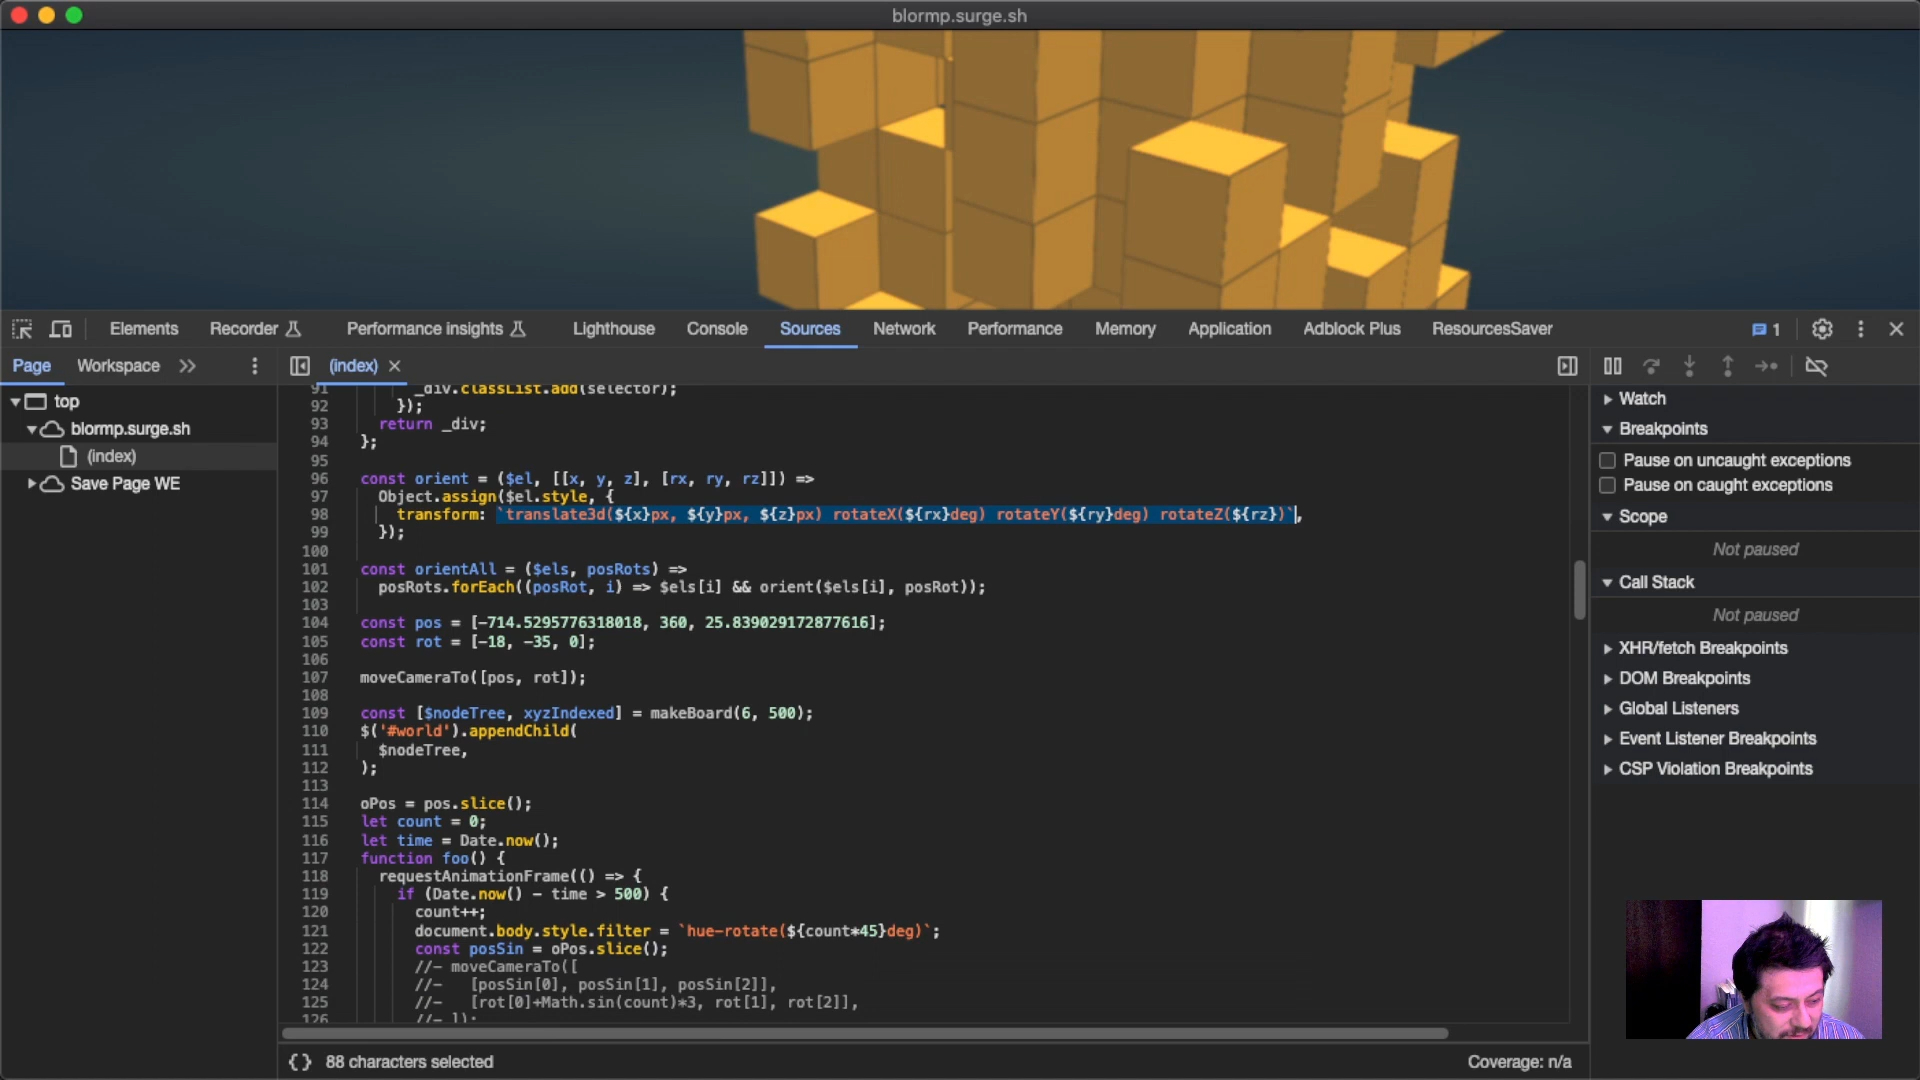 blormp.surge.sh
Elements Recorder Performance insights Lighthouse Console Sources Network Performance Memory Application Adblock Plus ResourcesSaver 1
Page Workspace (index)
top
blormp.surge.sh
(index)
Save Page WE
91 _div.classList.add(selector);
92 });
93 return _div;
94 };
95
96 const orient = ($el, [[x, y, z], [rx, ry, rz]]) =>
97 Object.assign($el.style, {
98 transform: `translate3d(${x}px, ${y}px, ${z}px) rotateX(${rx}deg) rotateY(${ry}deg) rotateZ(${rz})`,
99 });
100
101 const orientAll = ($els, posRots) =>
102 posRots.forEach((posRot, i) => $els[i] && orient($els[i], posRot));
103
104 const pos = [-714.5295776318018, 360, 25.839029172877616];
105 const rot = [-18, -35, 0];
106
107 moveCameraTo([pos, rot]);
108
109 const [$nodeTree, xyzIndexed] = makeBoard(6, 500);
110 $('#world').appendChild(
111 $nodeTree,
112 );
113
114 oPos = pos.slice();
115 let count = 0;
116 let time = Date.now();
117 function foo() {
118 requestAnimationFrame(() => {
119 if (Date.now() - time > 500) {
120 count++;
121 document.body.style.filter = `hue-rotate(${count*45}deg)`;
122 const posSin = oPos.slice();
123 //- moveCameraTo([
124 //-   [posSin[0], posSin[1], posSin[2]],
125 //-   [rot[0]+Math.sin(count)*3, rot[1], rot[2]],
126 //- ]);
{} 88 characters selected
Coverage: n/a
Watch
Breakpoints
Pause on uncaught exceptions
Pause on caught exceptions
Scope
Not paused
Call Stack
Not paused
XHR/fetch Breakpoints
DOM Breakpoints
Global Listeners
Event Listener Breakpoints
CSP Violation Breakpoints